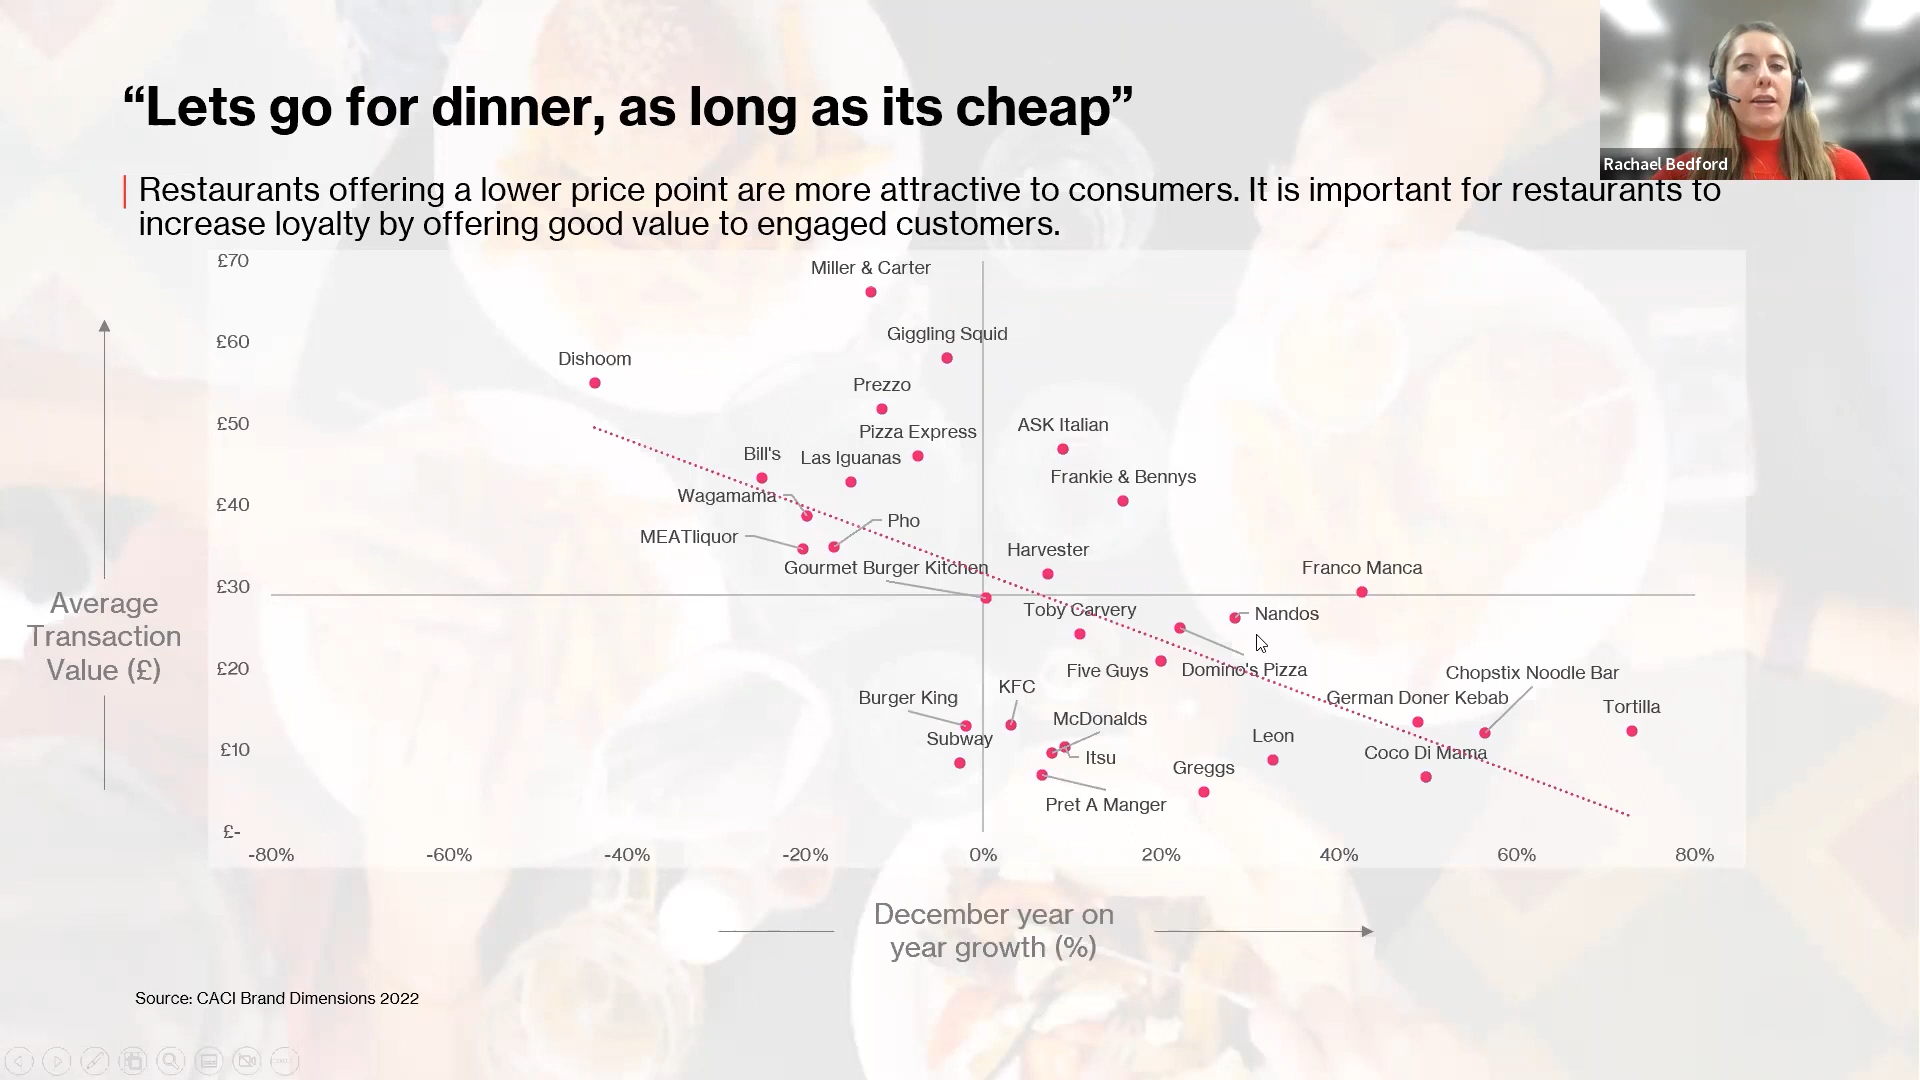 “Lets go for dinner, as long as its cheap”
Rachael Bedford
Restaurants offering a lower price point are more attractive to consumers. It is important for restaurants to
increase loyalty by offering good value to engaged customers.
£70
Miller & Carter
£60
Giggling Squid
Dishoom
Prezzo
£50
ASK Italian
Pizza Express
Bill's
Las Iguanas
Frankie & Bennys
Wagamama
£40
Pho
MEATliquor
Harvester
Gourmet Burger Kitchen
Franco Manca
£30
Average
Transaction
Value (£)
Toby Carvery
Nandos
£20
Five Guys
Domino's Pizza
Chopstix Noodle Bar
KFC
Burger King
German Doner Kebab
Tortilla
McDonalds
Subway
Leon
£10
Coco Di Mama
Itsu
Greggs
Pret A Manger
£-
-80%
-60%
-40%
-20%
0%
20%
40%
60%
80%
December year on
year growth (%)
Source: CACI Brand Dimensions 2022